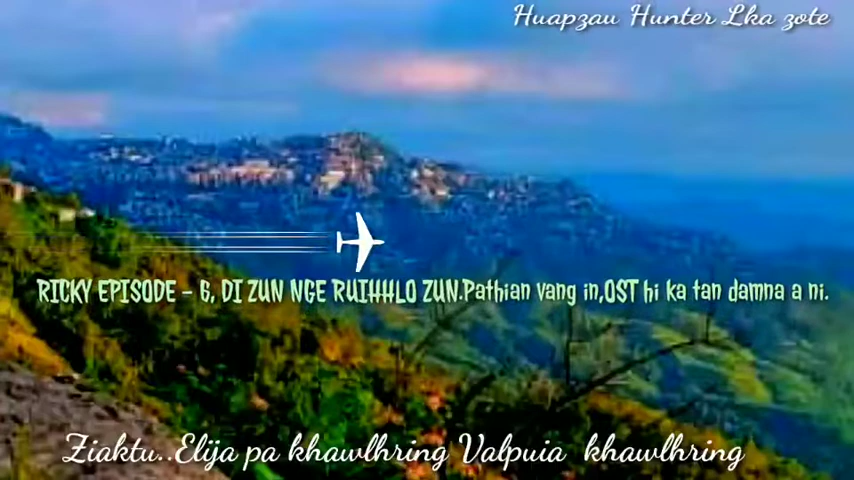 Huapzau Hunter Lka zote
RICKY EPISODE - 6, DI ZUN NGE RUIHHLO ZUN.Pathian vang in,OST hi ka tan damna a ni.
Ziaktu..Elija pa khawlhring Valpuia khawlhring